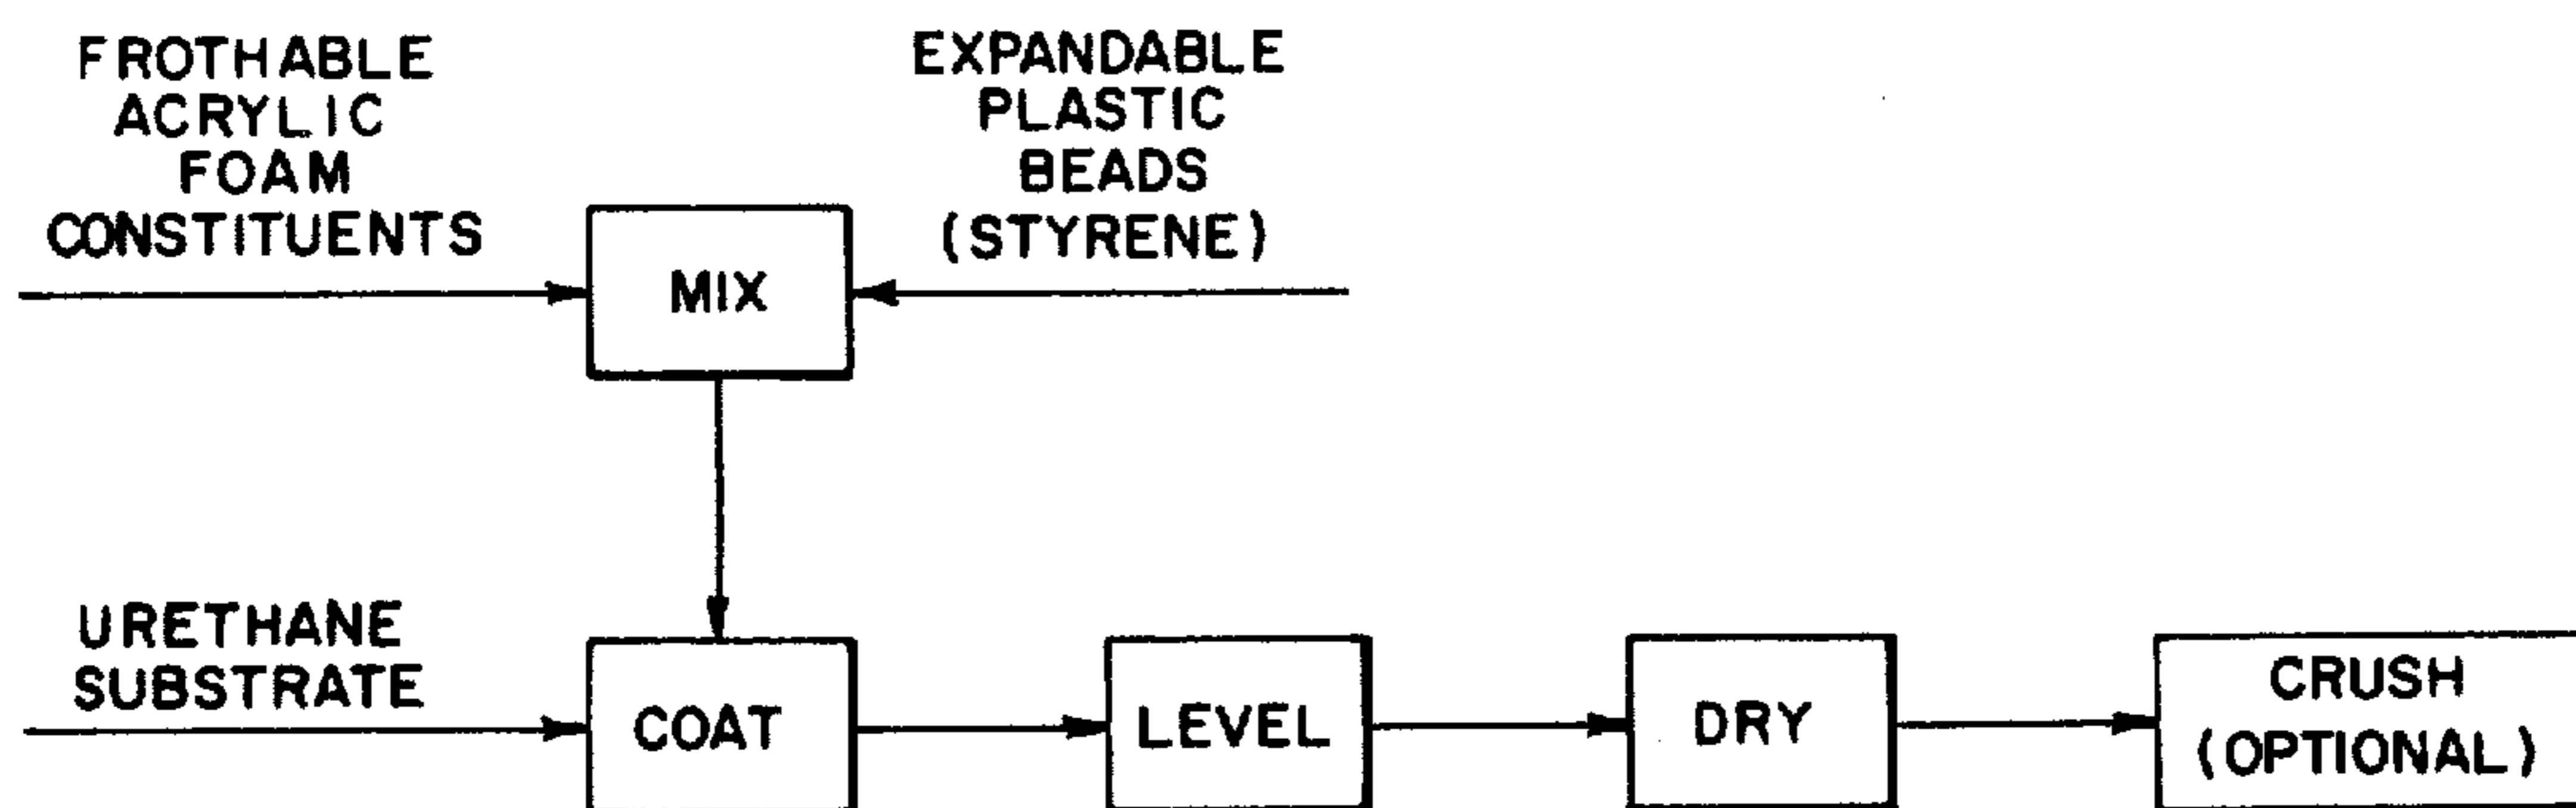 FROTHABLE
ACRYLIC
FOAM
CONSTITUENTS
EXPANDABLE
PLASTIC
BEADS
(STYRENE)
MIX
URETHANE
SUBSTRATE
COAT
LEVEL
DRY
CRUSH
(OPTIONAL)